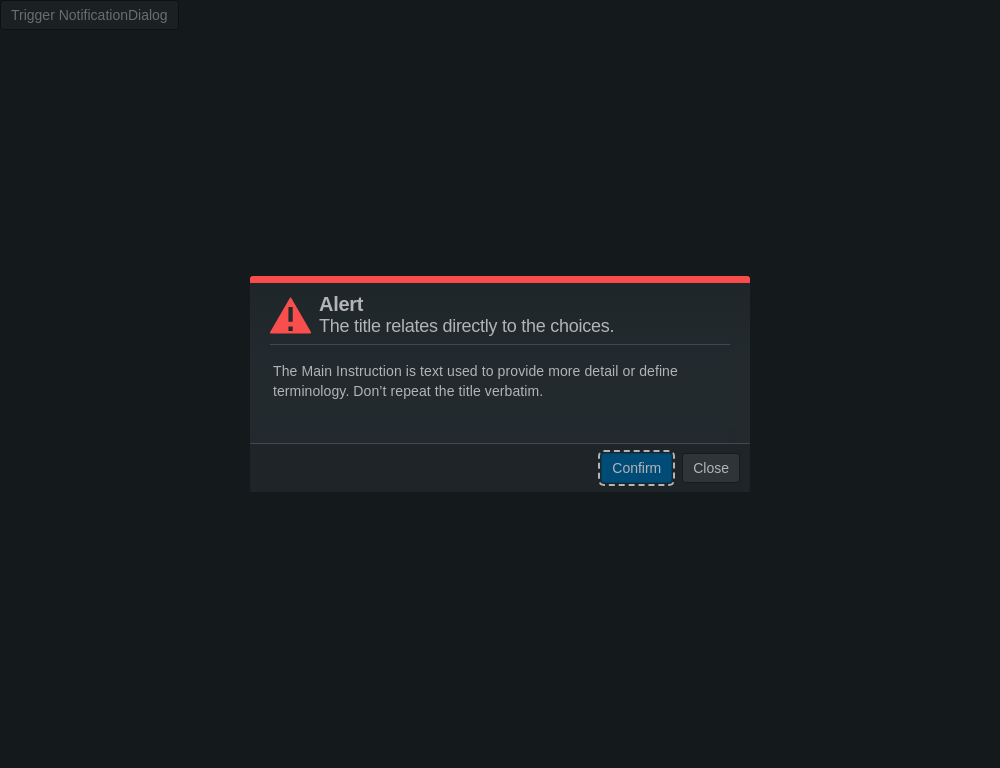 Trigger NotificationDialog
Alert
The title relates directly to the choices.
The Main Instruction is text used to provide more detail or define
terminology. Don’t repeat the title verbatim.
Confirm Close